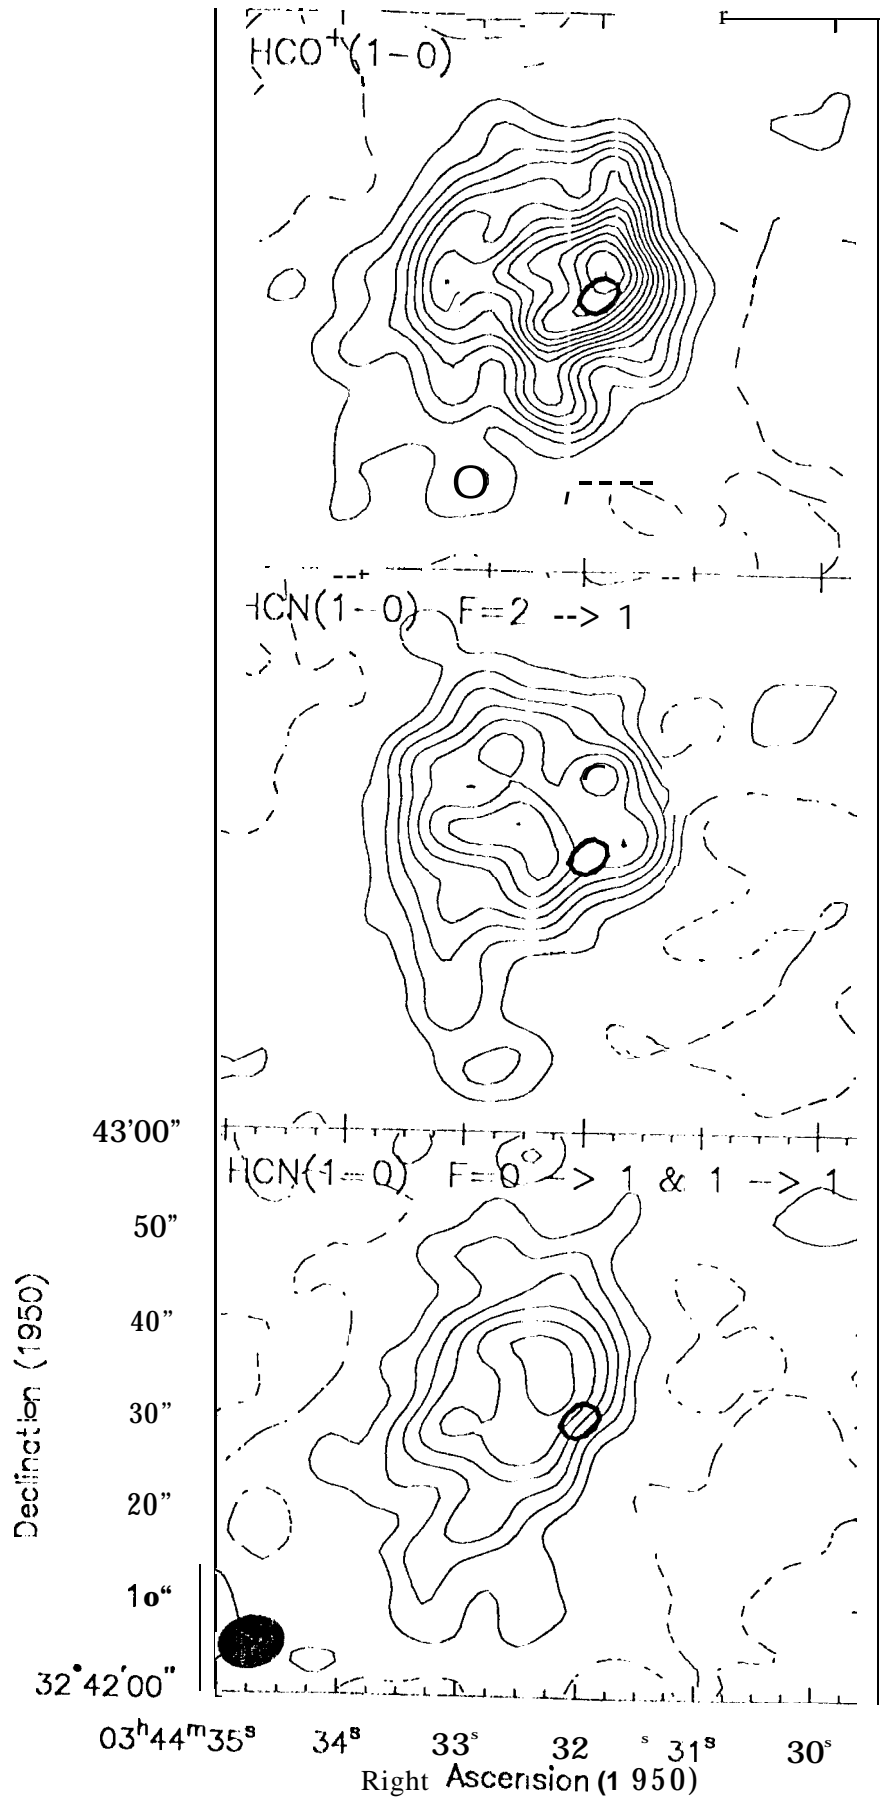 HCO⁺(1-0)
HCN(1-0) F=2 --> 1
43'00"
HCN(1-0) F=0 -> 1 & 1 -> 1
50"
40"
30"
20"
10"
32°42'00"
Declination (1950)
03ʰ44ᵐ35ˢ 34ˢ 33ˢ 32 ˢ 31ˢ 30ˢ
Right Ascension (1 950)